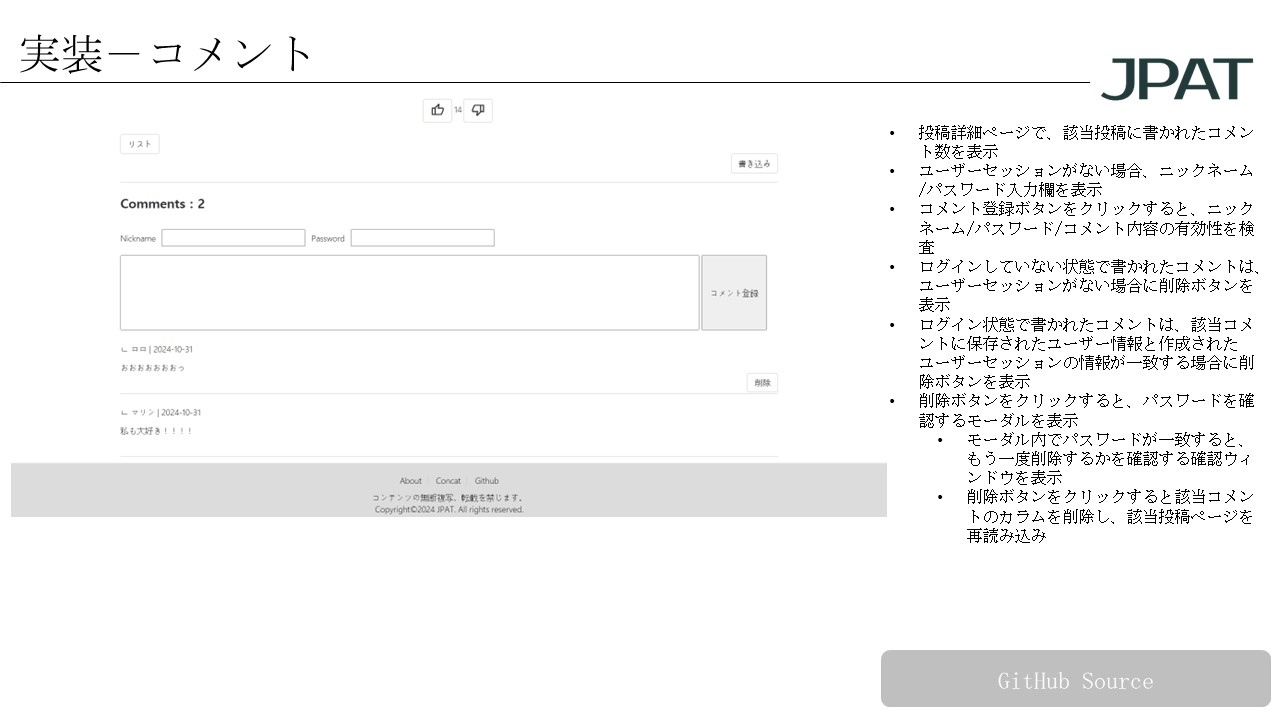 実装－コメント
JPAT
14
リスト
書き込み
Comments : 2
Nickname
Password
コメント登録
ㄴ ㅁㅁ | 2024-10-31
おおおおおおおっ
削除
ㄴ マリン | 2024-10-31
私も大好き！！！！
About Concat Github
コンテンツの無断複写、転載を禁じます。
Copyright©2024 JPAT. All rights reserved.
• 投稿詳細ページで、該当投稿に書かれたコメン
ト数を表示
• ユーザーセッションがない場合、ニックネーム
/パスワード入力欄を表示
• コメント登録ボタンをクリックすると、ニック
ネーム/パスワード/コメント内容の有効性を検
査
• ログインしていない状態で書かれたコメントは、
ユーザーセッションがない場合に削除ボタンを
表示
• ログイン状態で書かれたコメントは、該当コメ
ントに保存されたユーザー情報と作成された
ユーザーセッションの情報が一致する場合に削
除ボタンを表示
• 削除ボタンをクリックすると、パスワードを確
認するモーダルを表示
• モーダル内でパスワードが一致すると、
もう一度削除するかを確認する確認ウィ
ンドウを表示
• 削除ボタンをクリックすると該当コメン
トのカラムを削除し、該当投稿ページを
再読み込み
GitHub Source